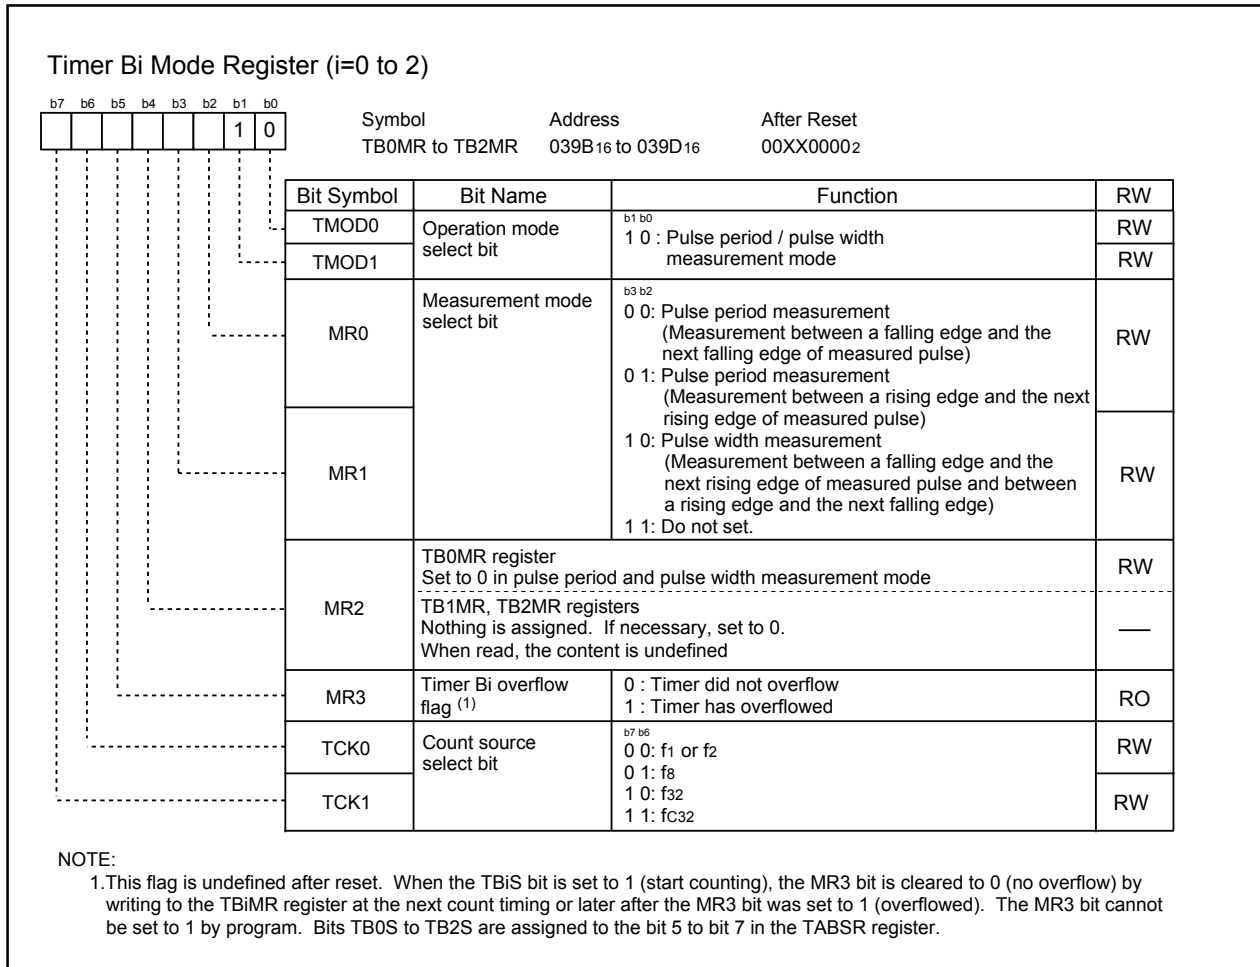 Timer Bi Mode Register (i=0 to 2)
b7 b6 b5 b4 b3 b2 b1 b0
1 0
Symbol Address After Reset
TB0MR to TB2MR 039B16 to 039D16 00XX00002
Bit Symbol Bit Name Function RW
TMOD0 Operation mode select bit b1 b0 RW
1 0 : Pulse period / pulse width
measurement mode
TMOD1 RW
MR0 Measurement mode select bit b3 b2 RW
0 0: Pulse period measurement
(Measurement between a falling edge and the
next falling edge of measured pulse)
0 1: Pulse period measurement
(Measurement between a rising edge and the next
rising edge of measured pulse)
1 0: Pulse width measurement
MR1 (Measurement between a falling edge and the RW
next rising edge of measured pulse and between
a rising edge and the next falling edge)
1 1: Do not set.
MR2 TB0MR register RW
Set to 0 in pulse period and pulse width measurement mode
TB1MR, TB2MR registers —
Nothing is assigned. If necessary, set to 0.
When read, the content is undefined
MR3 Timer Bi overflow flag (1) 0 : Timer did not overflow RO
1 : Timer has overflowed
TCK0 Count source select bit b7 b6 RW
0 0: f1 or f2
0 1: f8
TCK1 1 0: f32 RW
1 1: fC32
NOTE:
1.This flag is undefined after reset. When the TBiS bit is set to 1 (start counting), the MR3 bit is cleared to 0 (no overflow) by
writing to the TBiMR register at the next count timing or later after the MR3 bit was set to 1 (overflowed). The MR3 bit cannot
be set to 1 by program. Bits TB0S to TB2S are assigned to the bit 5 to bit 7 in the TABSR register.